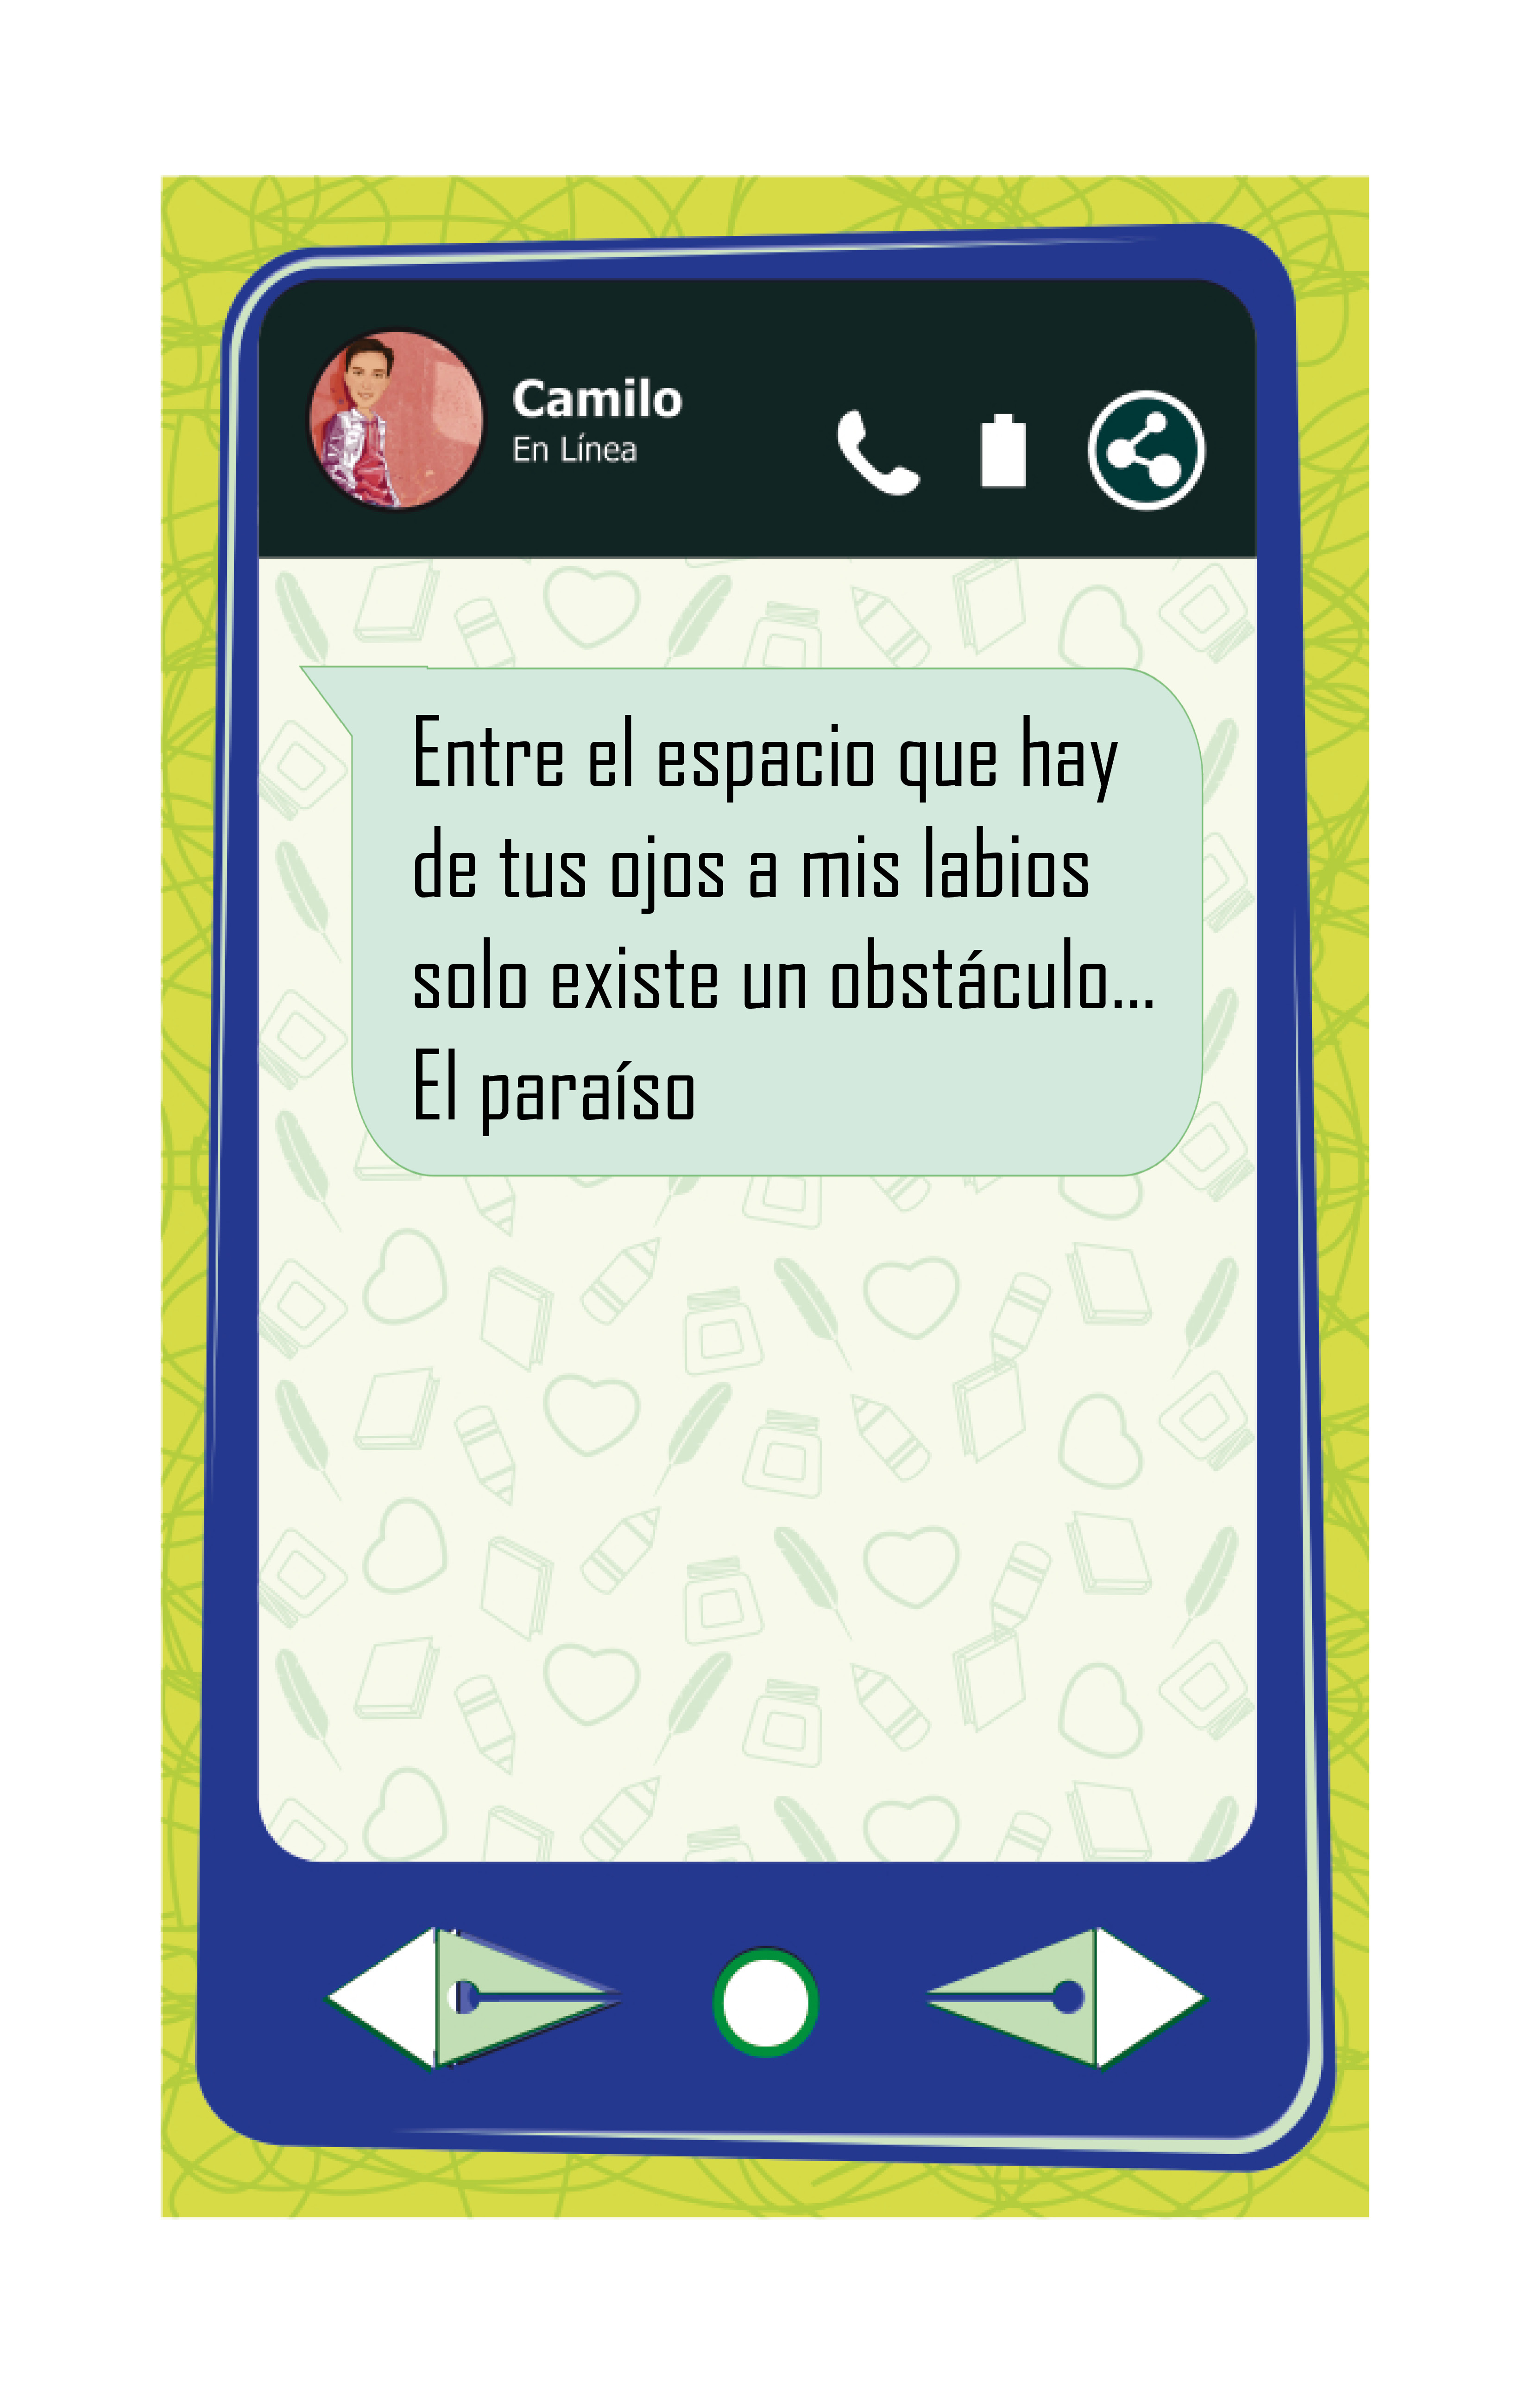 Camilo
En Línea
Entre el espacio que hay
de tus ojos a mis labios
solo existe un obstáculo...
El paraíso